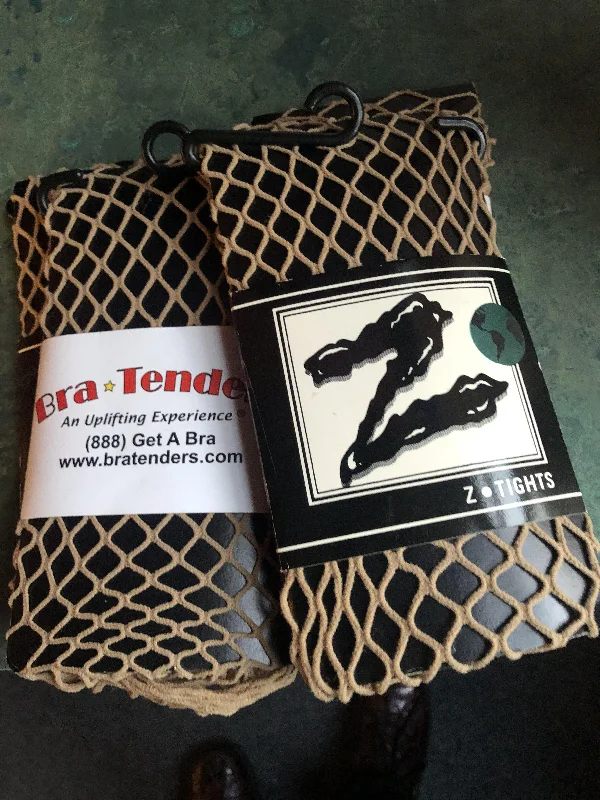 Bra★Tende
An Uplifting Experience®
(888) Get A Bra
www.bratenders.com
Z
Z • TIGHTS